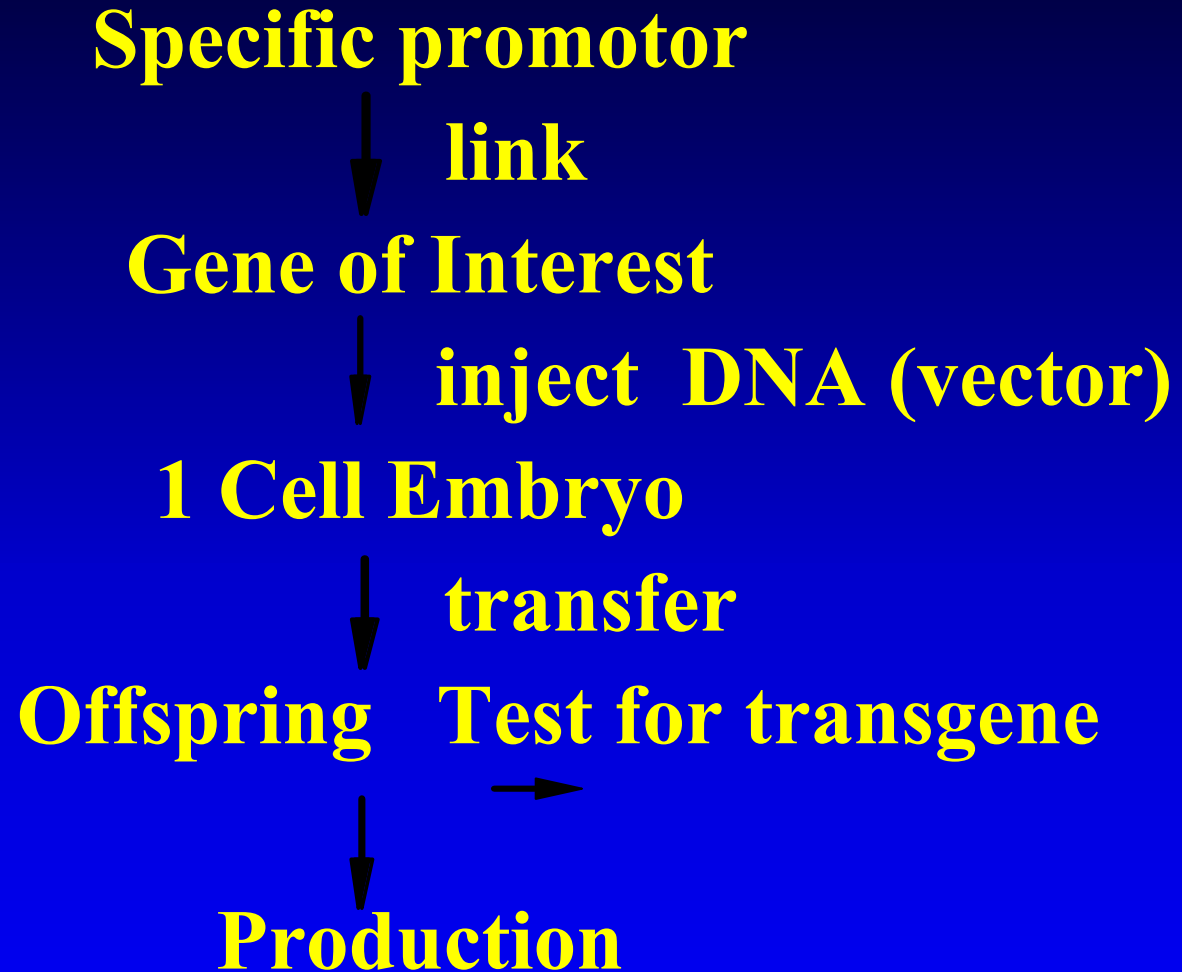 Specific promotor
link
Gene of Interest
inject DNA (vector)
1 Cell Embryo
transfer
Offspring Test for transgene
Production